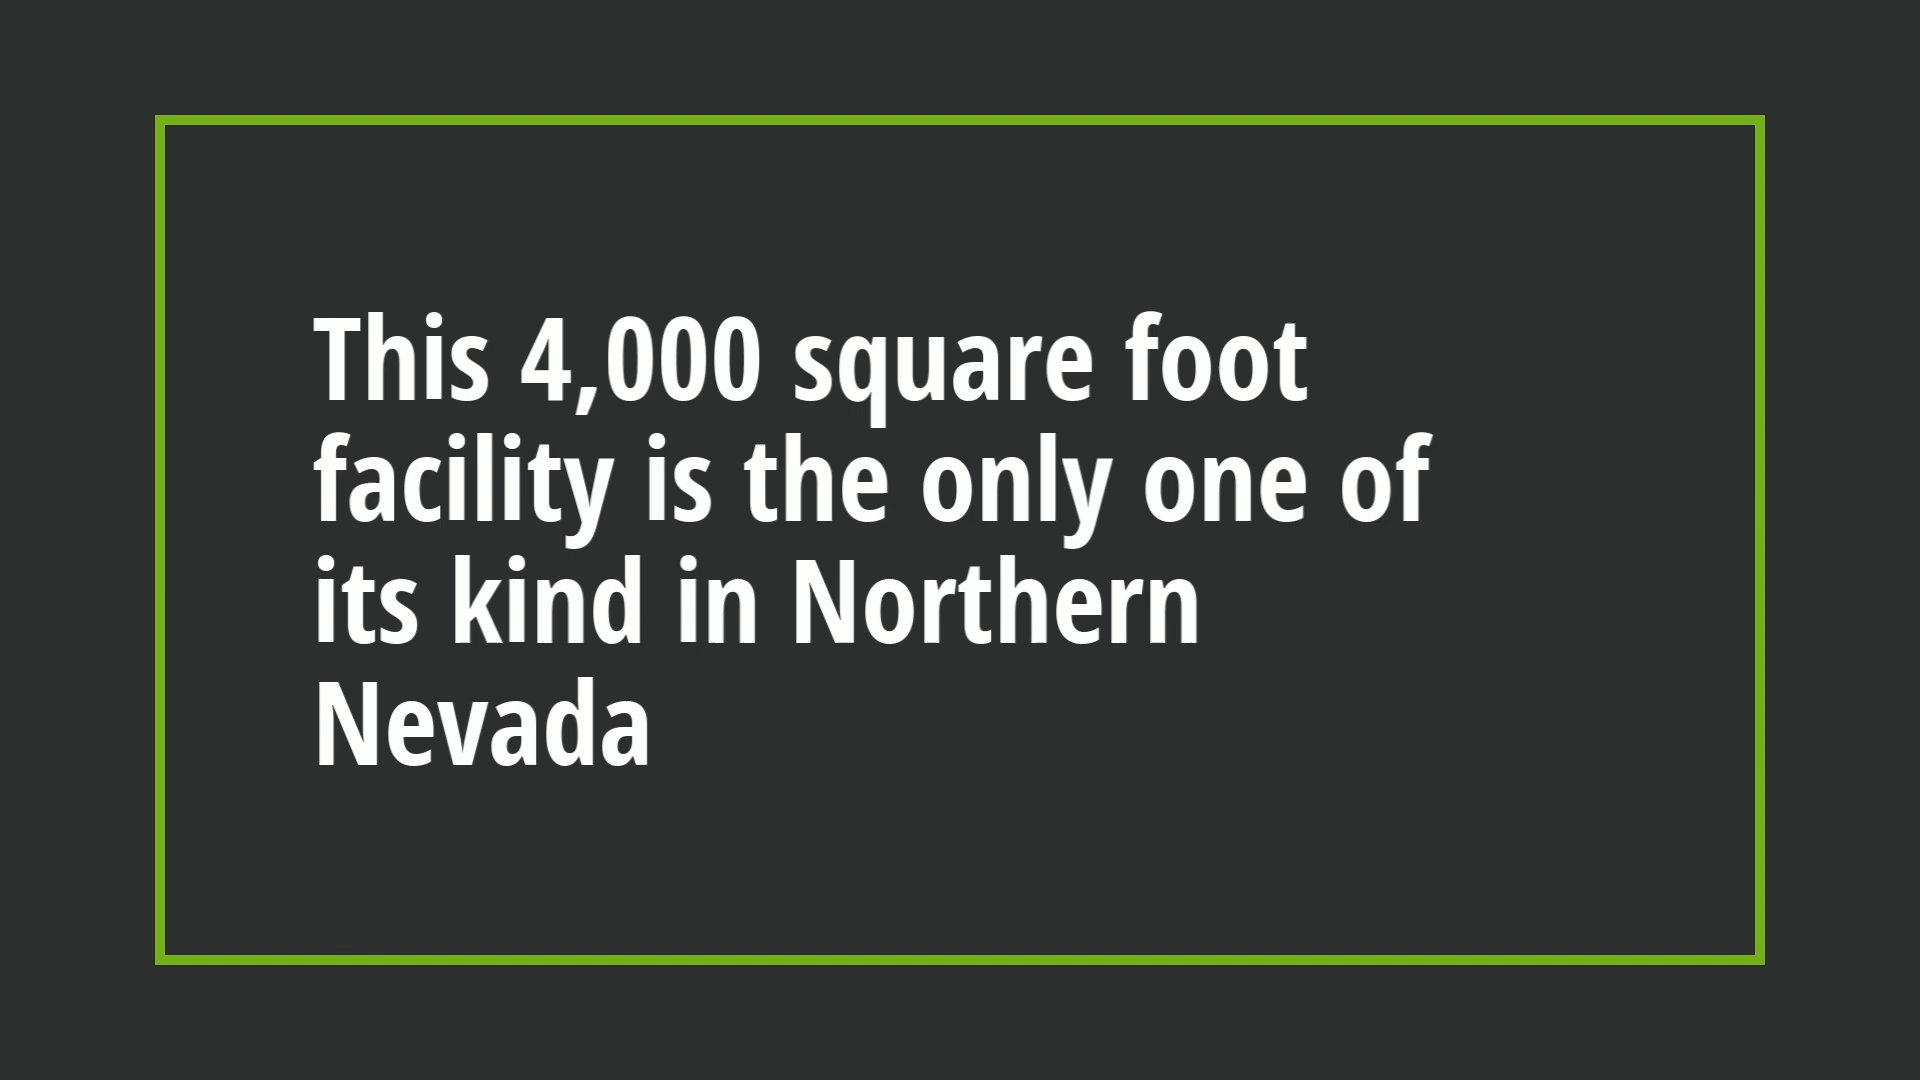 This 4,000 square foot
facility is the only one of
its kind in Northern
Nevada